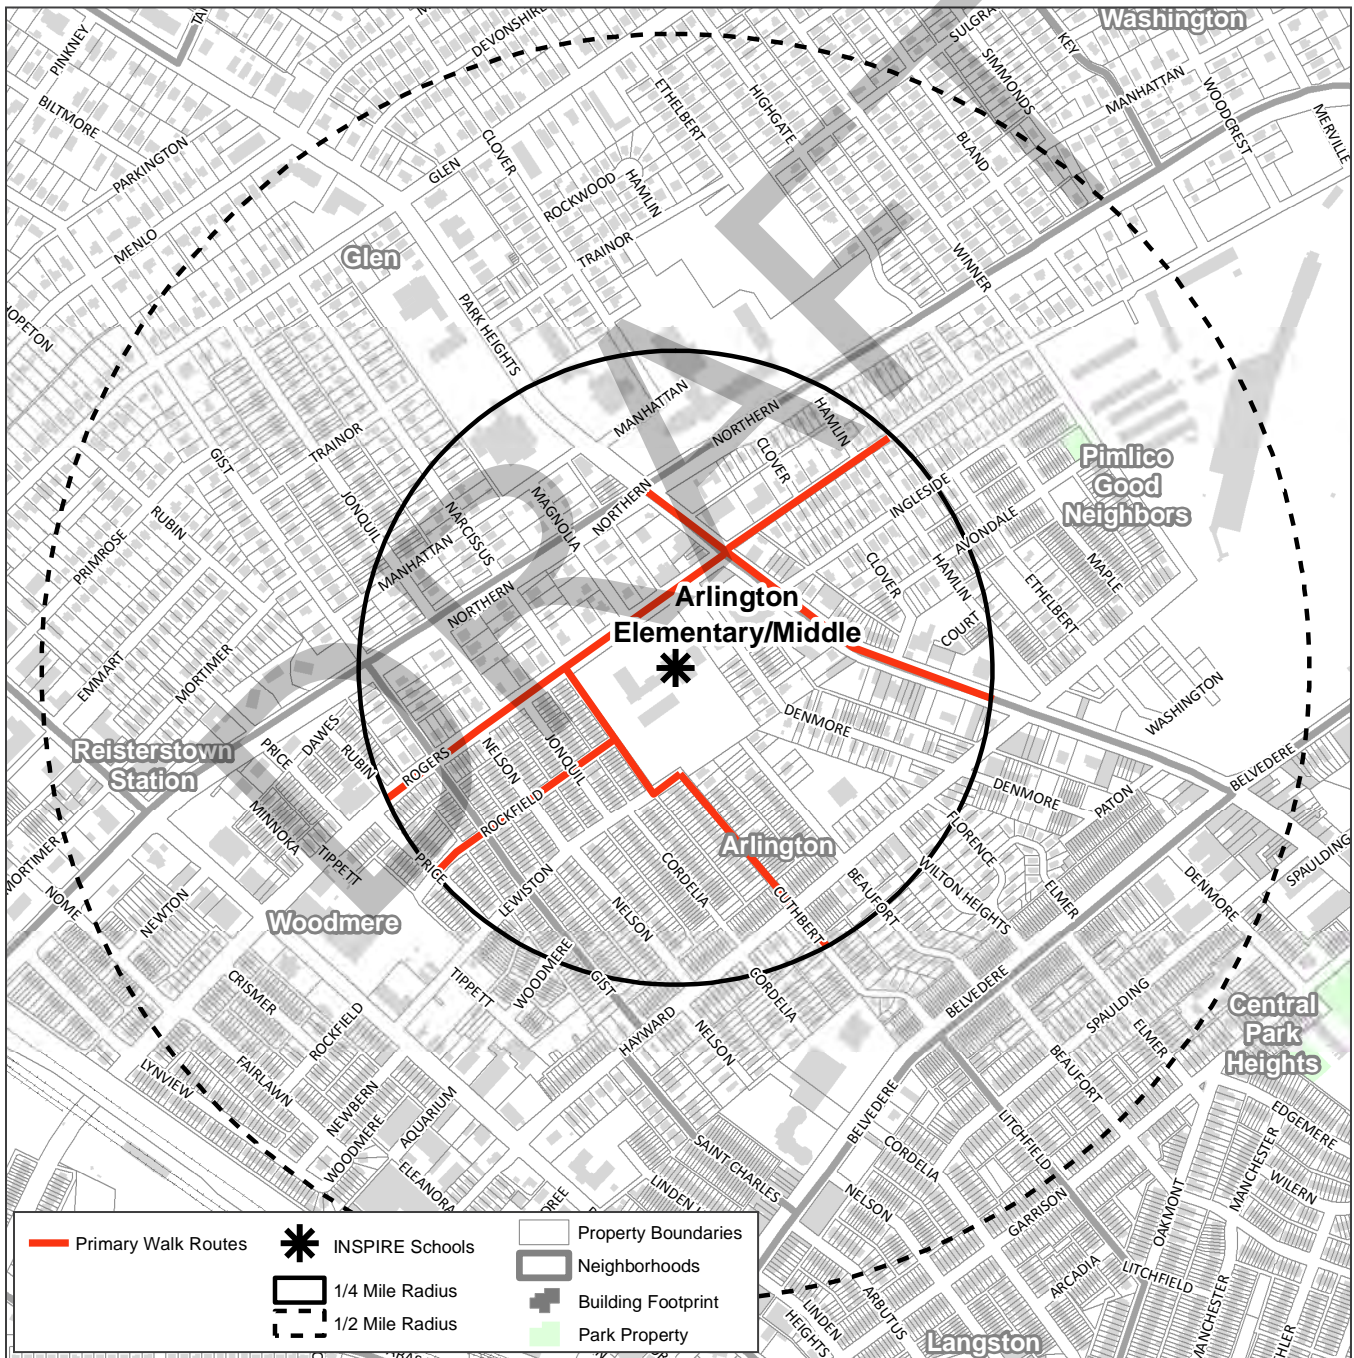 Washington
SULGRA
KEY
SIMMONDS
MANHATTAN
WOODCREST
MERVILLE
DEVONSHIRE
PINKNEY
BILTMORE
PARKINGTON
MENLO
HOPETON
CLOVER
GLEN
ETHELBERT
HIGHGATE
BLAND
ROCKWOOD
HAMLIN
TRAINOR
WINNER
Glen
PARK HEIGHTS
MANHATTAN
NORTHERN
HAMLIN
CLOVER
TRAINOR
GIST
JONQUIL
NARCISSUS
MAGNOLIA
NORTHERN
MANHATTAN
NORTHERN
RUBIN
PRIMROSE
EMMART
MORTIMER
INGLESIDE
AVONDALE
CLOVER
HAMLIN
COURT
ETHELBERT
MAPLE
Pimlico
Good
Neighbors
WASHINGTON
BELVEDERE
Arlington
Elementary/Middle
DENMORE
DENMORE
PATON
Reisterstown
Station
PRICE
DAWES
RUBIN
ROGERS
NELSON
JONQUIL
ROCKFIELD
MINNOKA
TIPPETT
PRICE
MORTIMER
NOME
NEWTON
Woodmere
LEWISTON
CORDELIA
NELSON
Arlington
CUTHBERT
BEAUFORT
FLORENCE
WILTON HEIGHTS
ELMER
DENMORE
SPAULDING
CRISMER
ROCKFIELD
TIPPETT
WOODMERE
GIST
HAYWARD
NELSON
CORDELIA
BELVEDERE
SPAULDING
ELMER
BEAUFORT
Central
Park
Heights
LYNVIEW
FAIRLAWN
NEWBERN
WOODMERE
AQUARIUM
ELEANORA
SAINT CHARLES
BELVEDERE
CORDELIA
NELSON
LITCHFIELD
GARRISON
OAKMONT
MANCHESTER
EDGEMERE
WILERN
ARCADIA
LITCHFIELD
MANCHESTER
ARBUTUS
LINDEN
HEIGHTS
Langston
Primary Walk Routes
INSPIRE Schools
1/4 Mile Radius
1/2 Mile Radius
Property Boundaries
Neighborhoods
Building Footprint
Park Property
DRAFT